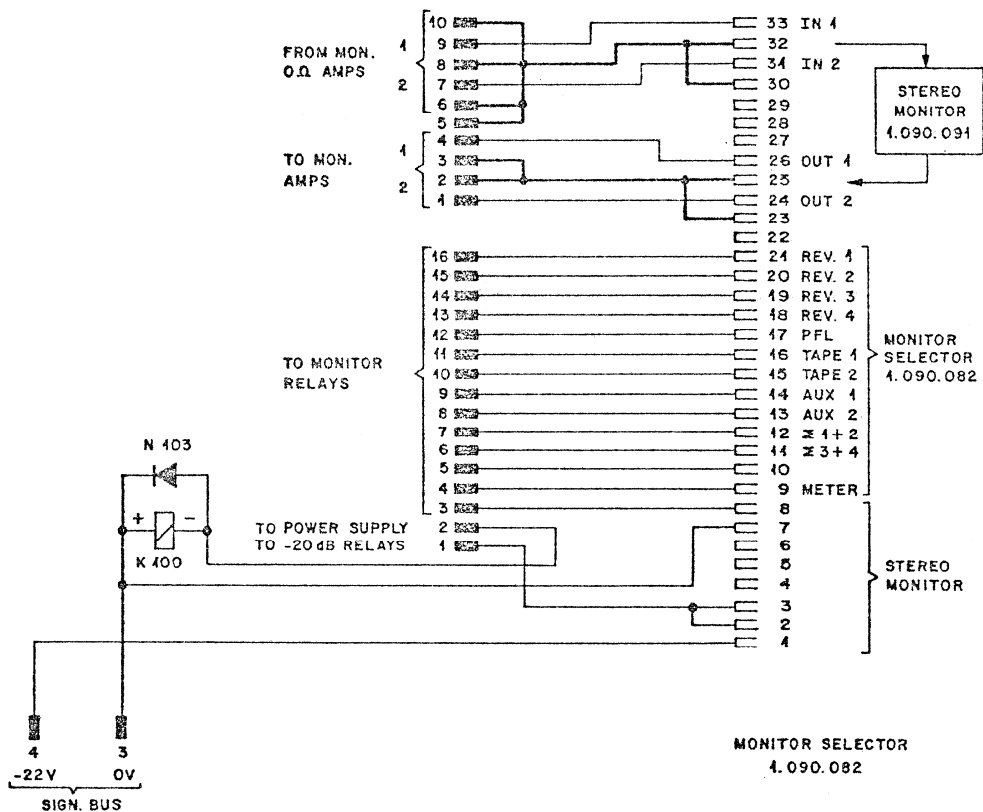 FROM MON.
0Ω AMPS
1
2
10
9
8
7
6
5
TO MON.
AMPS
1
2
4
3
2
1
33 IN 1
32
31 IN 2
30
29
28
27
26 OUT 1
25
24 OUT 2
23
22
STEREO
MONITOR
1.090.091
TO MONITOR
RELAYS
16
15
14
13
12
11
10
9
8
7
6
5
4
3
21 REV. 1
20 REV. 2
19 REV. 3
18 REV. 4
17 PFL
16 TAPE 1
15 TAPE 2
14 AUX 1
13 AUX 2
12 Σ 1+2
11 Σ 3+4
10
9 METER
MONITOR
SELECTOR
1.090.082
N 103
+ −
K 100
TO POWER SUPPLY 2
TO -20dB RELAYS 1
8
7
6
5
4
3
2
1
STEREO
MONITOR
4 3
-22V 0V
SIGN. BUS
MONITOR SELECTOR
1.090.082